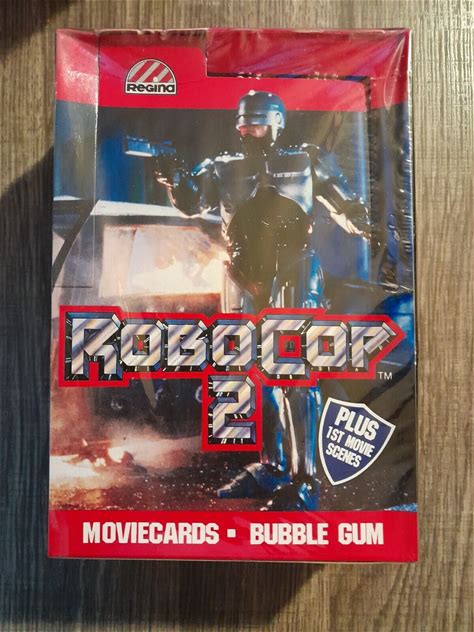 Regina
ROBOCOP
2
TM
PLUS
1ST MOVIE
SCENES
MOVIECARDS · BUBBLE GUM